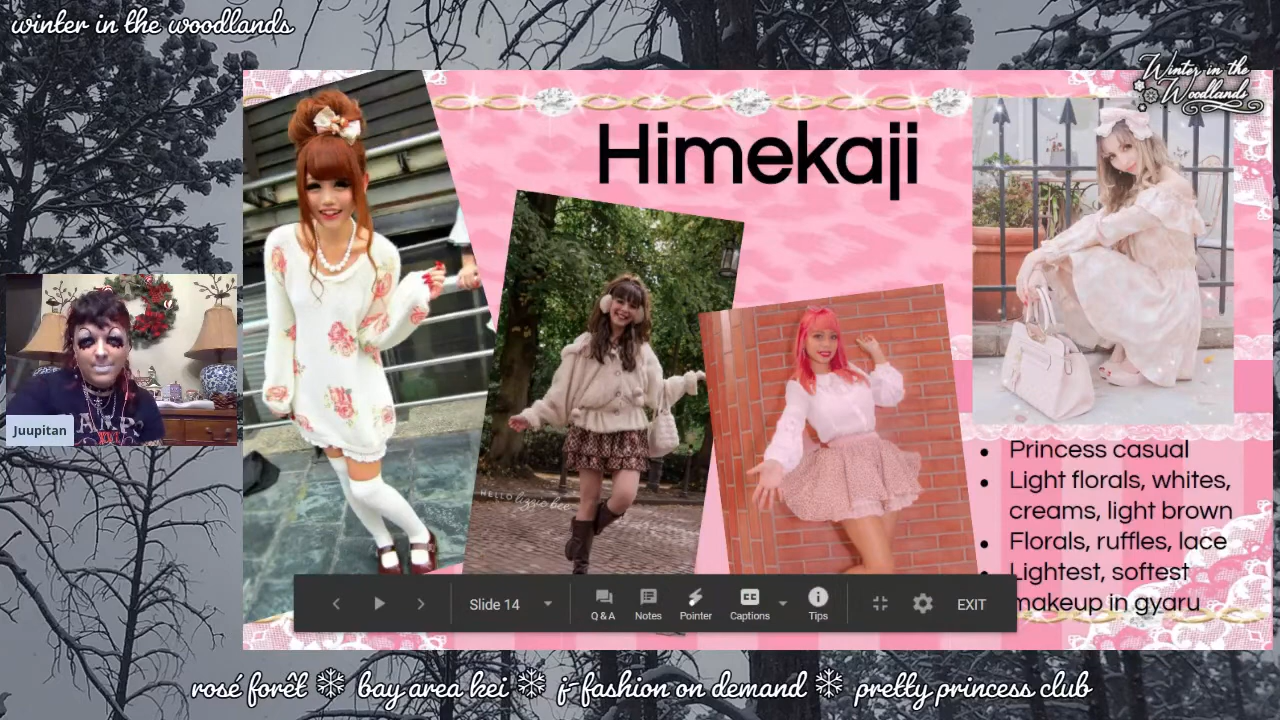 winter in the woodlands
Winter in the
Woodlands
Himekaji
HELLO lizzie bee
Juupitan
Princess casual
Light florals, whites,
creams, light brown
Florals, ruffles, lace
Lightest, softest
makeup in gyaru
Slide 14
Q & A
Notes
Pointer
Captions
Tips
EXIT
rosé forêt ❄ bay area kei ❄ j-fashion on demand ❄ pretty princess club